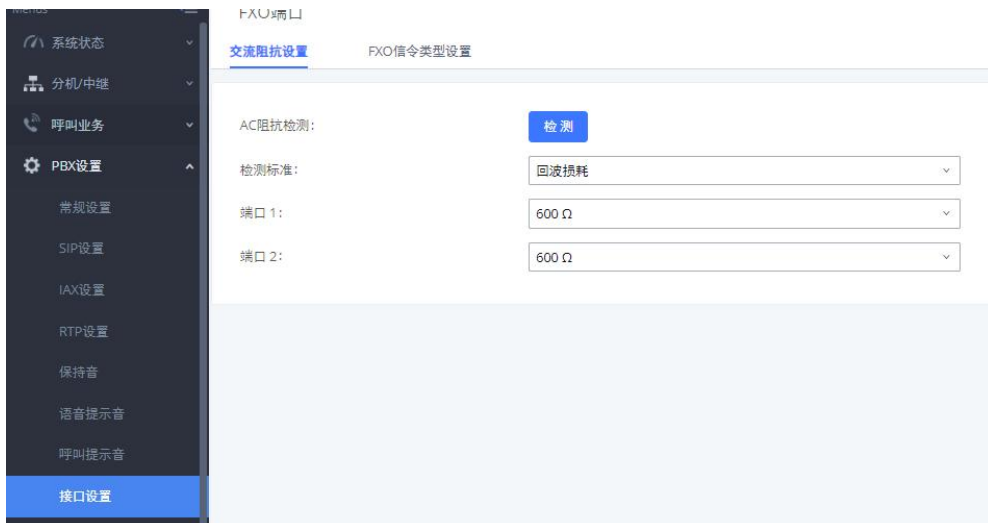 Menus
FXO端口
系统状态
分机/中继
呼叫业务
PBX设置
常规设置
SIP设置
IAX设置
RTP设置
保持音
语音提示音
呼叫提示音
接口设置
交流阻抗设置
FXO信令类型设置
AC阻抗检测：
检测
检测标准：
回波损耗
端口 1：
600 Ω
端口 2：
600 Ω